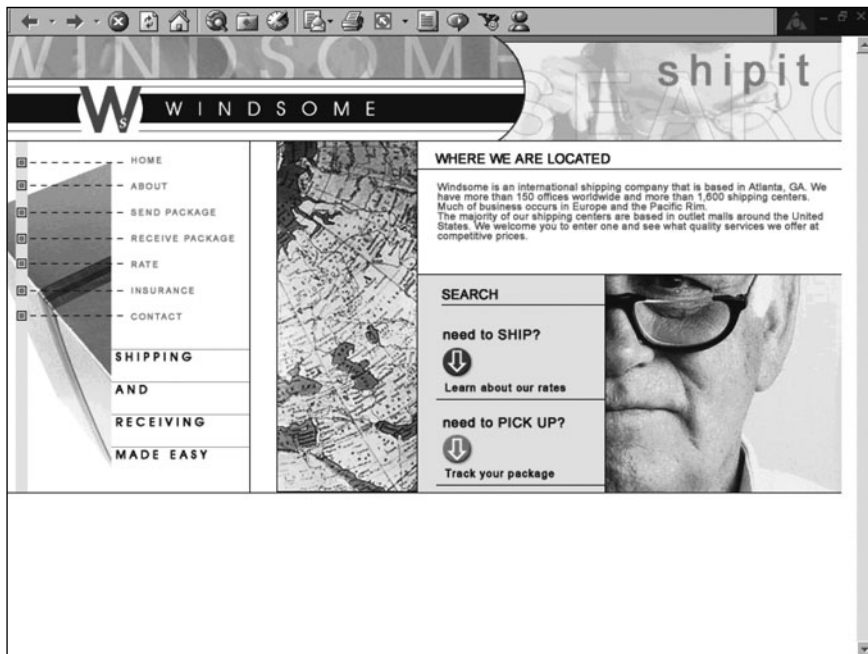 WINDSOME
shipit
SEARC
Ws WINDSOME
HOME
ABOUT
SEND PACKAGE
RECEIVE PACKAGE
RATE
INSURANCE
CONTACT
SHIPPING
AND
RECEIVING
MADE EASY
WHERE WE ARE LOCATED
Windsome is an international shipping company that is based in Atlanta, GA. We
have more than 150 offices worldwide and more than 1,600 shipping centers.
Much of business occurs in Europe and the Pacific Rim.
The majority of our shipping centers are based in outlet malls around the United
States. We welcome you to enter one and see what quality services we offer at
competitive prices.
SEARCH
need to SHIP?
Learn about our rates
need to PICK UP?
Track your package